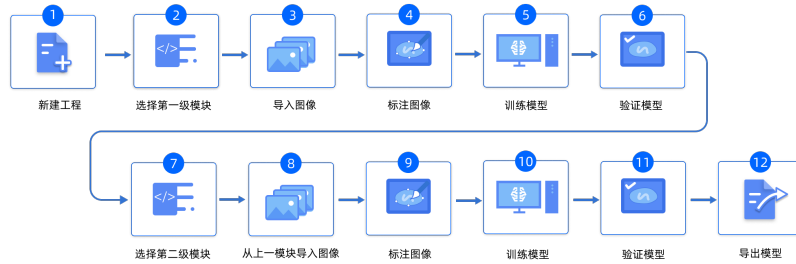 1
2
3
4
5
6
</>
新建工程
选择第一级模块
导入图像
标注图像
训练模型
验证模型
7
8
9
10
11
12
</>
选择第二级模块
从上一模块导入图像
标注图像
训练模型
验证模型
导出模型